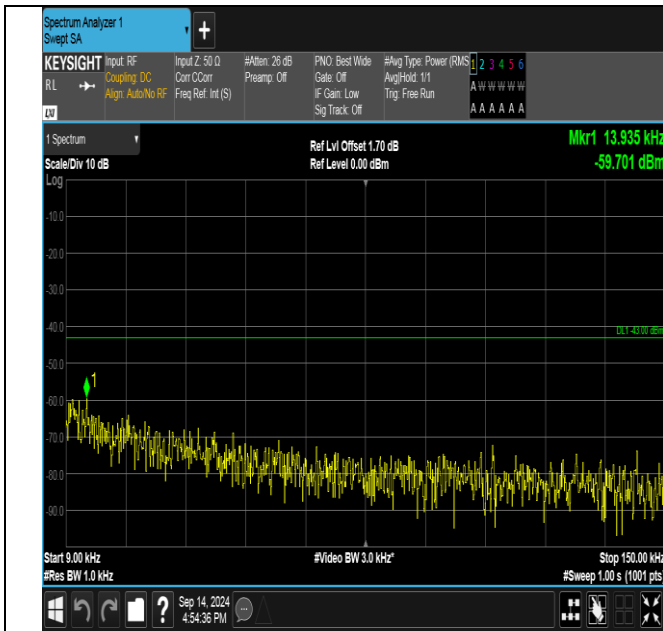 Spectrum Analyzer 1
Swept SA
+
KEYSIGHT
RL
LXI
Input: RF
Coupling: DC
Align: Auto/No RF
Input Z: 50 Ω
Corr CCorr
Freq Ref: Int (S)
#Atten: 26 dB
Preamp: Off
PNO: Best Wide
Gate: Off
IF Gain: Low
Sig Track: Off
#Avg Type: Power (RMS
Avg|Hold: 1/1
Trig: Free Run
1 2 3 4 5 6
A W W W W W
A A A A A A
1 Spectrum
Scale/Div 10 dB
Log
Ref Lvl Offset 1.70 dB
Ref Level 0.00 dBm
Mkr1 13.935 kHz
-59.701 dBm
-10.0
-20.0
-30.0
-40.0
-50.0
-60.0
-70.0
-80.0
-90.0
DL1 -43.00 dBm
1
Start 9.00 kHz
#Res BW 1.0 kHz
#Video BW 3.0 kHz*
Stop 150.00 kHz
#Sweep 1.00 s (1001 pts)
?
Sep 14, 2024
4:54:36 PM